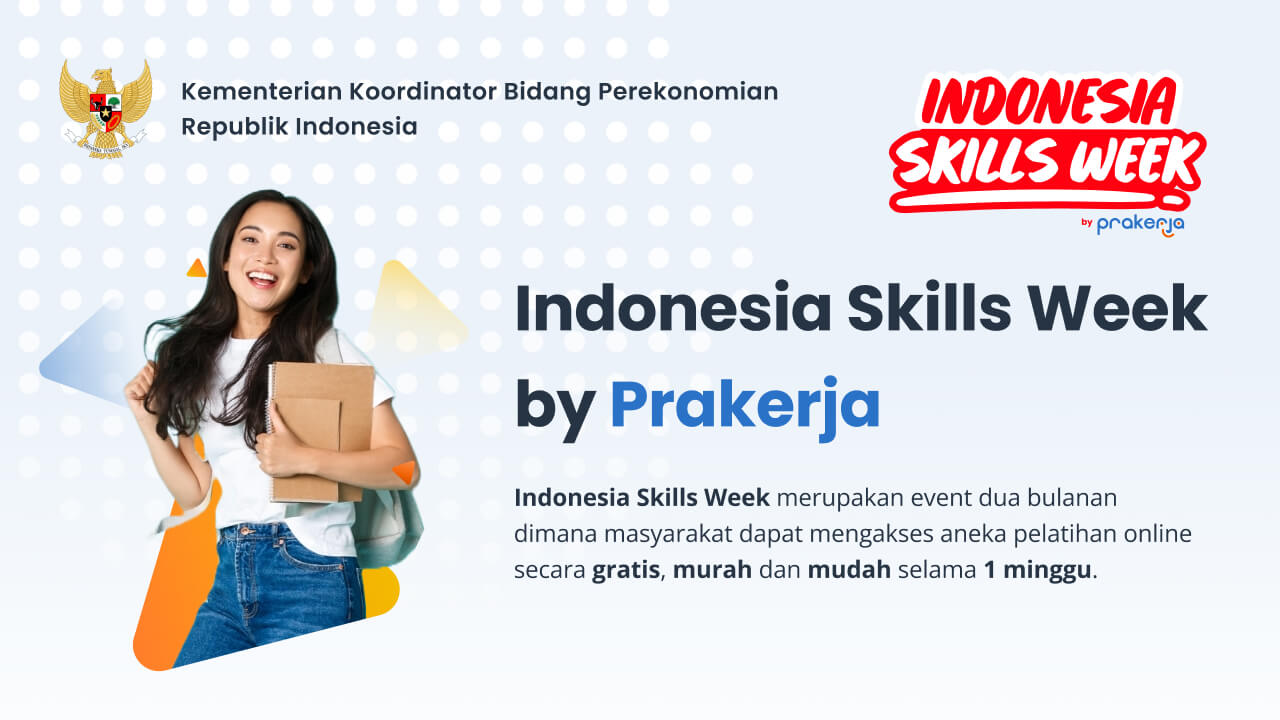 Kementerian Koordinator Bidang Perekonomian
Republik Indonesia
INDONESIA
SKILLS WEEK
by prakerja
Indonesia Skills Week
by Prakerja
Indonesia Skills Week merupakan event dua bulanan
dimana masyarakat dapat mengakses aneka pelatihan online
secara gratis, murah dan mudah selama 1 minggu.